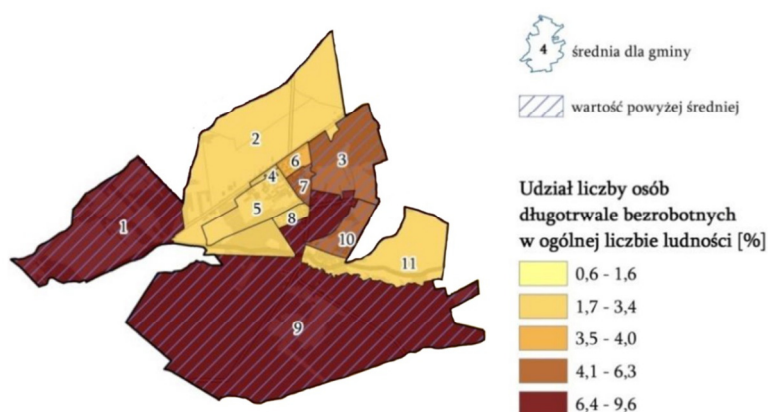 4 średnia dla gminy
wartość powyżej średniej
Udział liczby osób
długotrwale bezrobotnych
w ogólnej liczbie ludności [%]
0,6 - 1,6
1,7 - 3,4
3,5 - 4,0
4,1 - 6,3
6,4 - 9,6
2
6
3
4
7
5
8
1
10
11
9